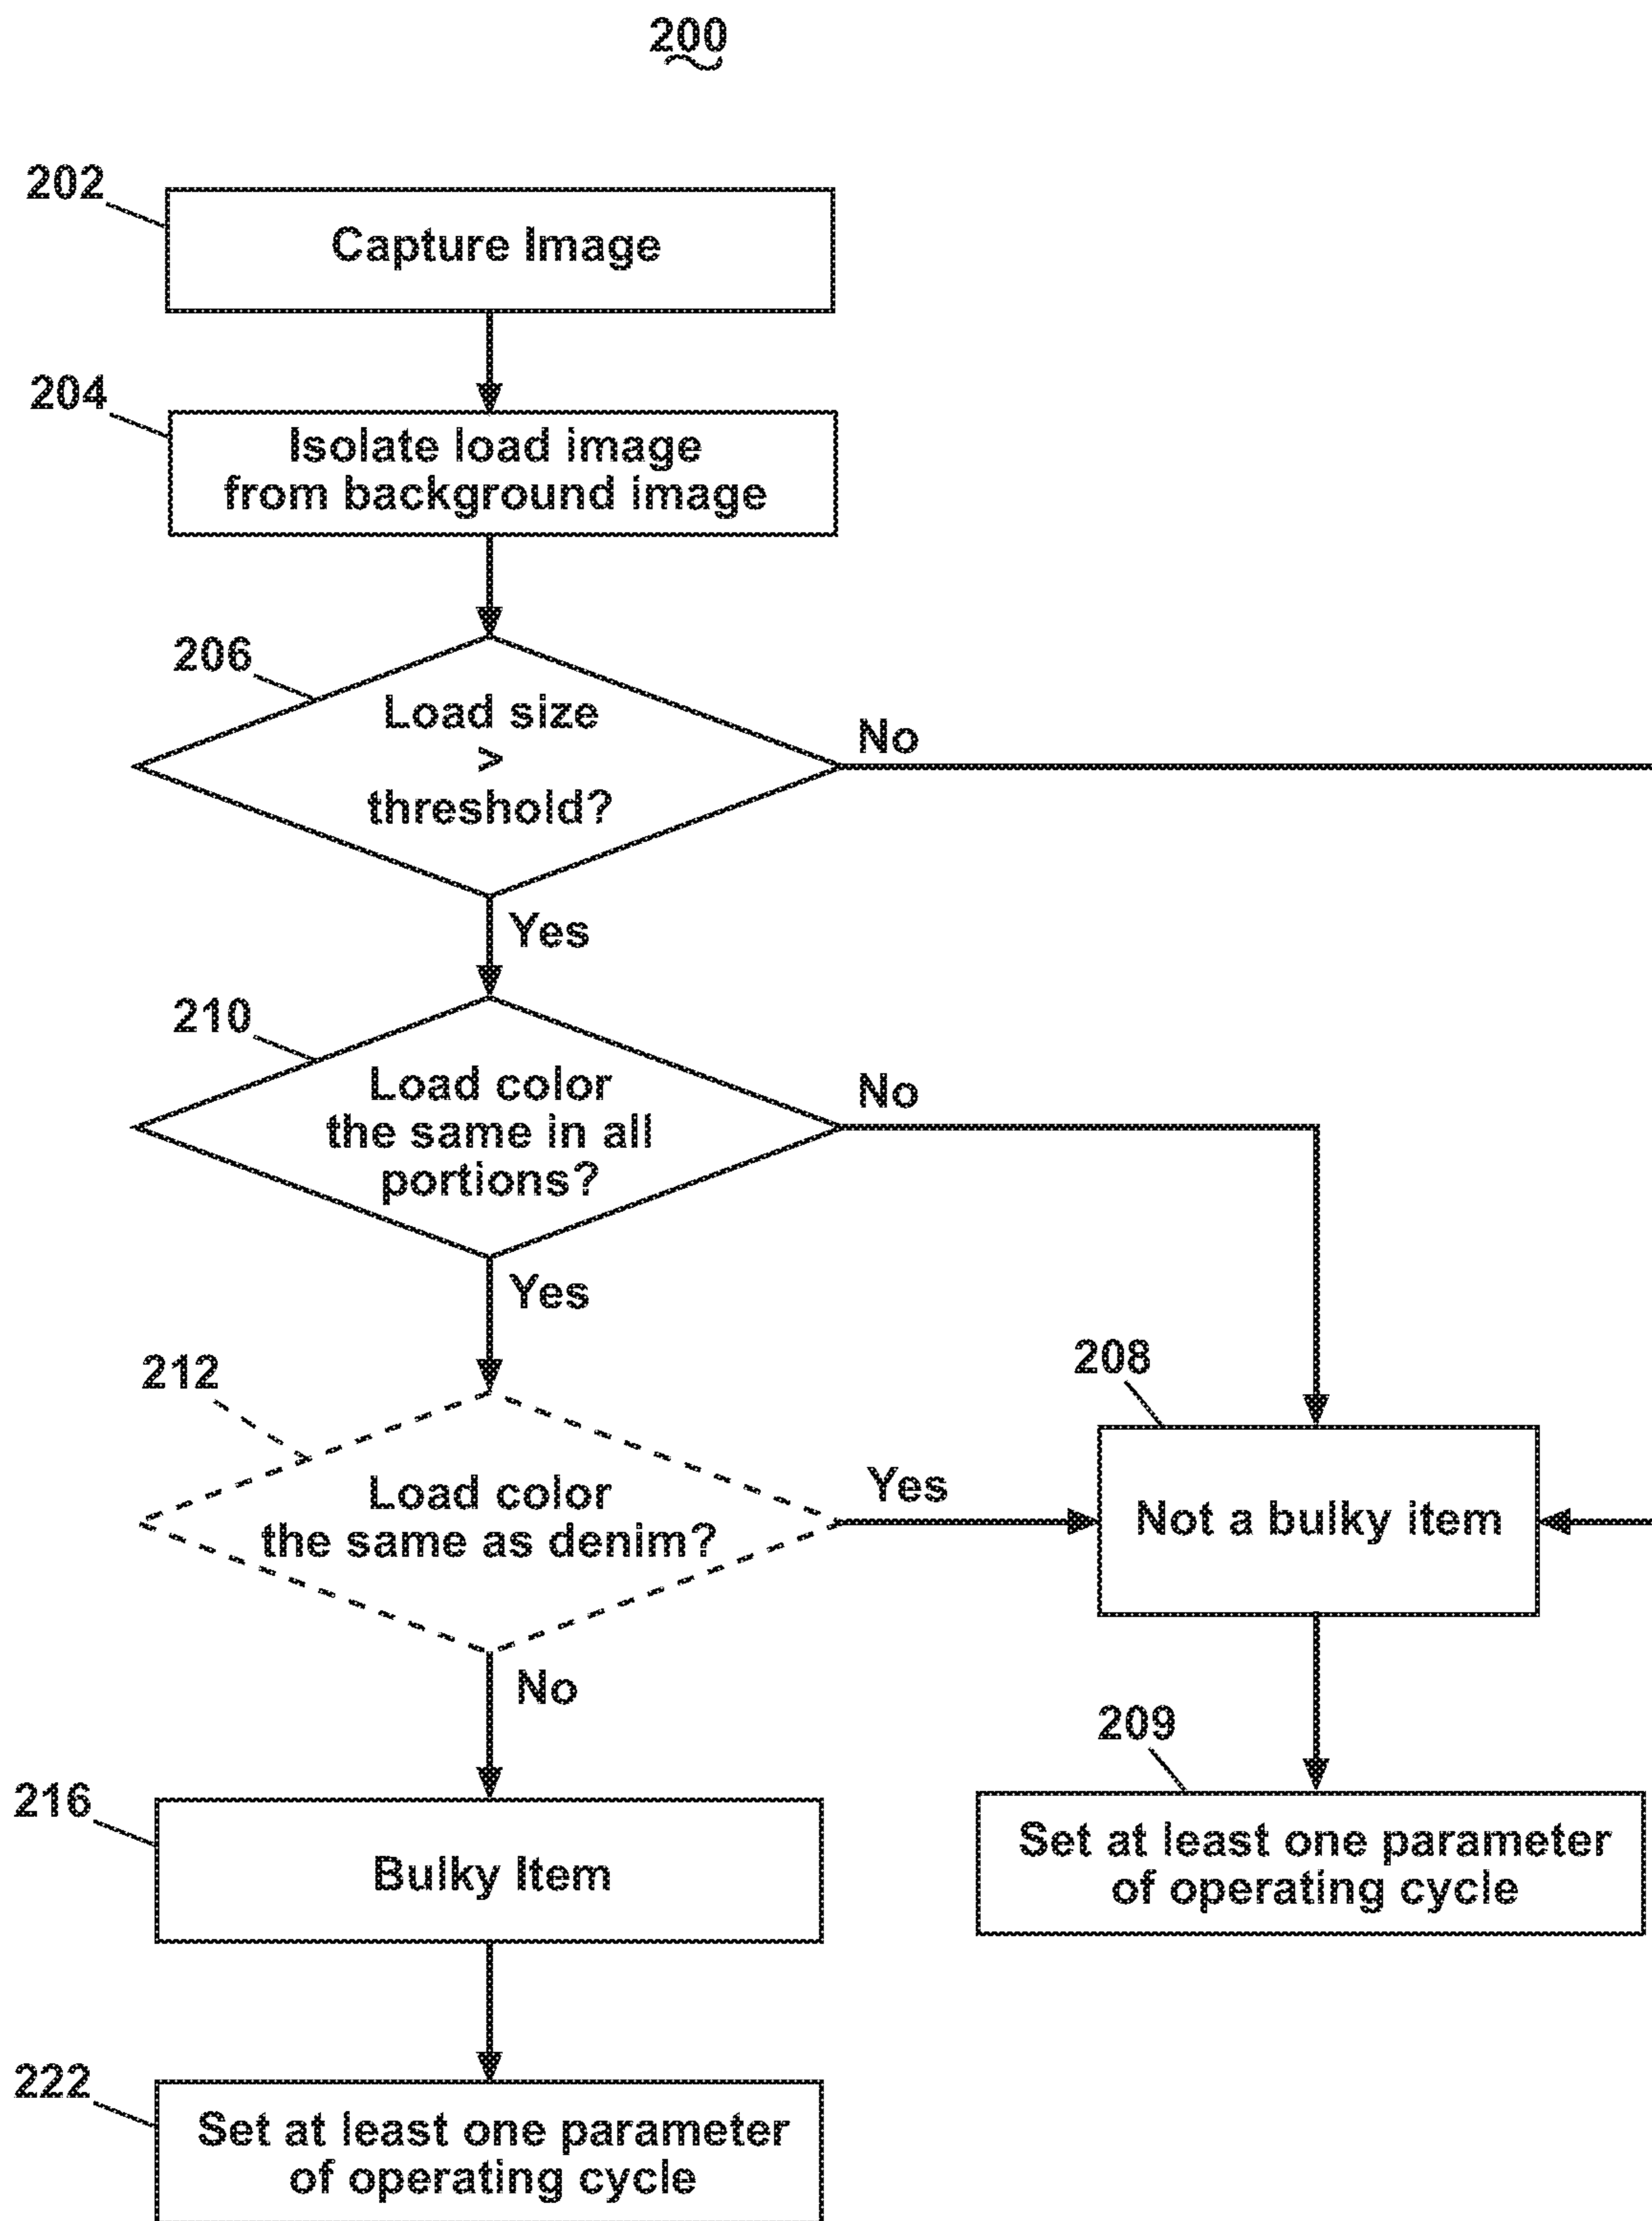 200
202
Capture Image
204
Isolate load image
from background image
206
Load size
>
threshold?
No
Yes
210
Load color
the same in all
portions?
No
Yes
212
Load color
the same as denim?
Yes
208
Not a bulky item
No
209
Set at least one parameter
of operating cycle
216
Bulky Item
222
Set at least one parameter
of operating cycle